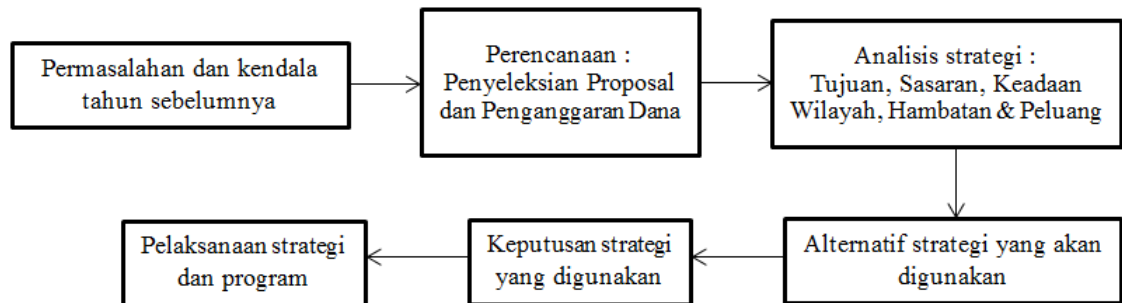 Permasalahan dan kendala
tahun sebelumnya
Perencanaan :
Penyeleksian Proposal
dan Penganggaran Dana
Analisis strategi :
Tujuan, Sasaran, Keadaan
Wilayah, Hambatan & Peluang
Alternatif strategi yang akan
digunakan
Keputusan strategi
yang digunakan
Pelaksanaan strategi
dan program